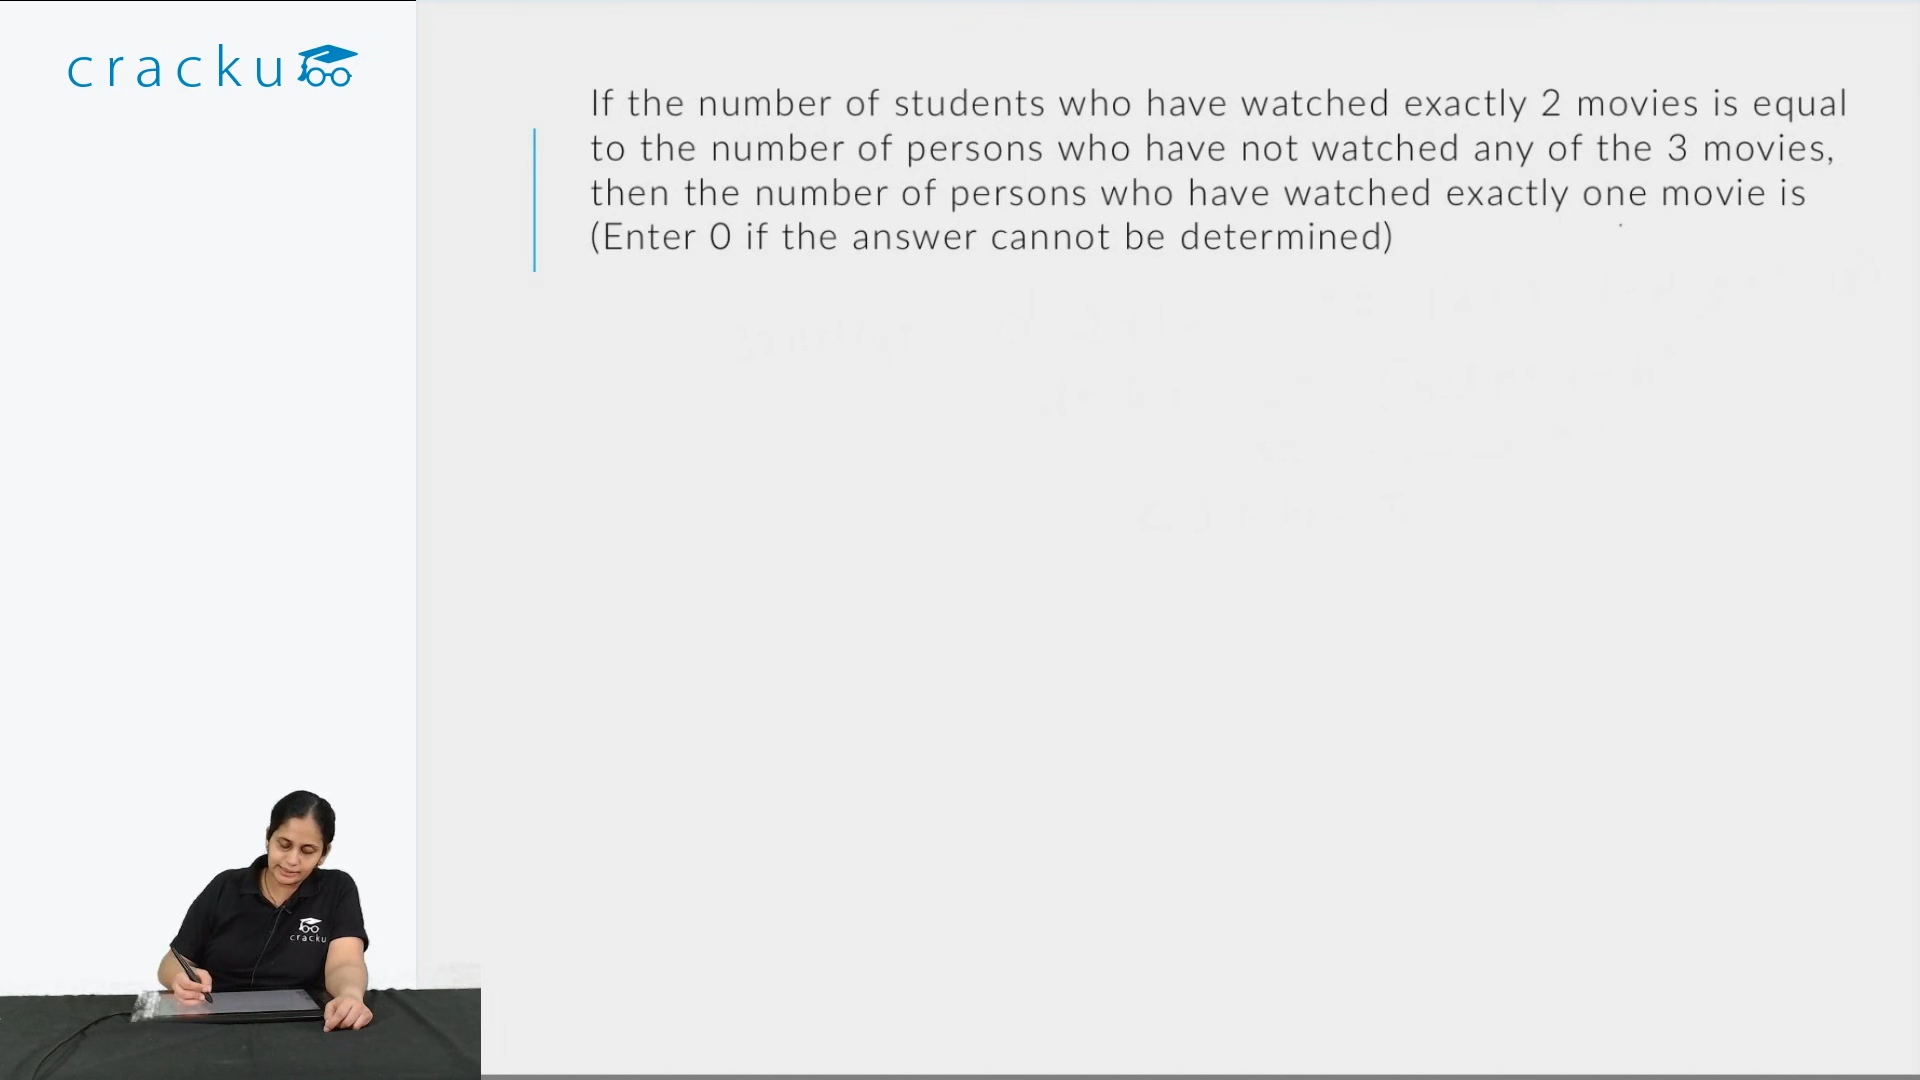 cracku
If the number of students who have watched exactly 2 movies is equal
to the number of persons who have not watched any of the 3 movies,
then the number of persons who have watched exactly one movie is
(Enter 0 if the answer cannot be determined)
cracku